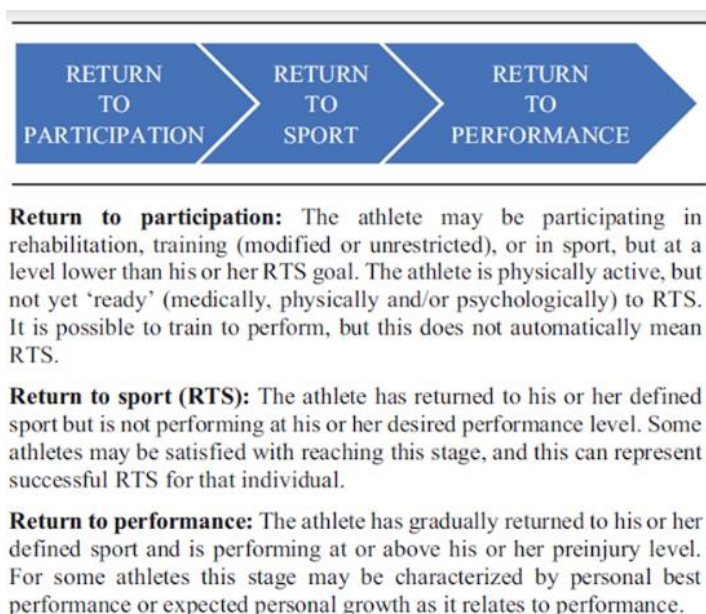 RETURN
TO
PARTICIPATION
RETURN
TO
SPORT
RETURN
TO
PERFORMANCE
Return to participation: The athlete may be participating in
rehabilitation, training (modified or unrestricted), or in sport, but at a
level lower than his or her RTS goal. The athlete is physically active, but
not yet ‘ready’ (medically, physically and/or psychologically) to RTS.
It is possible to train to perform, but this does not automatically mean
RTS.
Return to sport (RTS): The athlete has returned to his or her defined
sport but is not performing at his or her desired performance level. Some
athletes may be satisfied with reaching this stage, and this can represent
successful RTS for that individual.
Return to performance: The athlete has gradually returned to his or her
defined sport and is performing at or above his or her preinjury level.
For some athletes this stage may be characterized by personal best
performance or expected personal growth as it relates to performance.